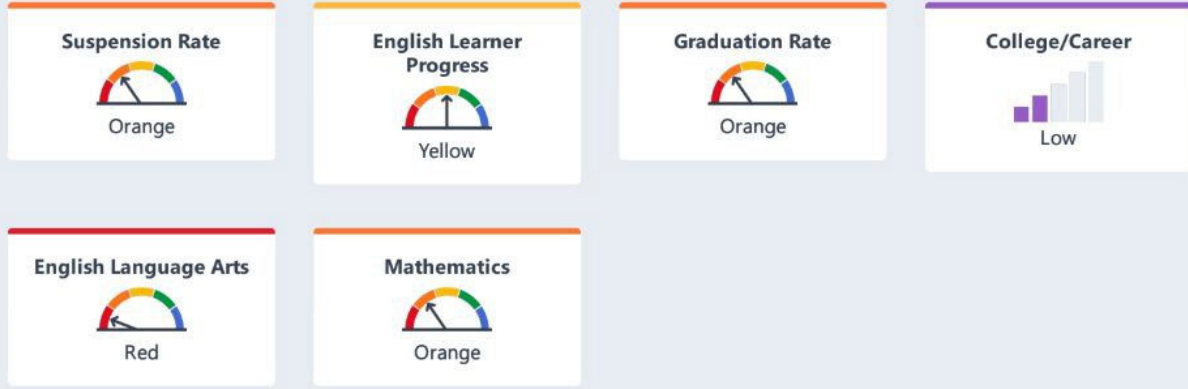 Suspension Rate
Orange
English Learner
Progress
Yellow
Graduation Rate
Orange
College/Career
Low
English Language Arts
Red
Mathematics
Orange